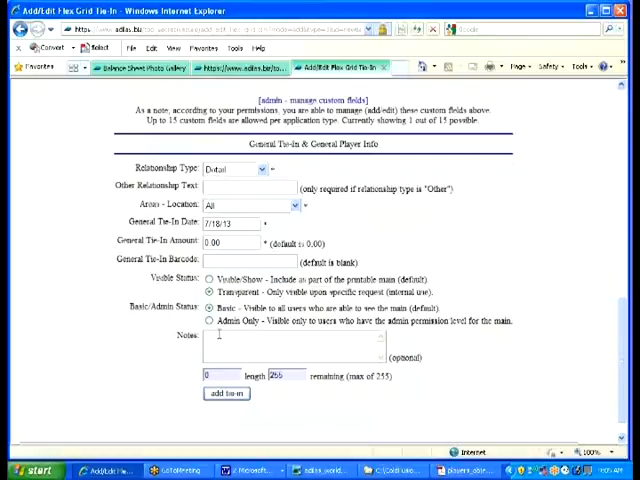 Add/Edit Flex Grid Tie-In - Windows Internet Explorer
Google
Convert Select File Edit View Favorites Tools Help
Favorites Balance Sheet Photo Gallery Add/Edit Flex Grid Tie-In Page Safety Tools
[admin - manage custom fields]
As a note, according to your permissions, you are able to manage (add/edit) these custom fields above.
Up to 15 custom fields are allowed per application type. Currently showing 1 out of 15 possible.
General Tie-In & General Player Info
Relationship Type: Detail *
Other Relationship Text: (only required if relationship type is "Other")
Areas - Location: All *
General Tie-In Date: 7/18/13 *
General Tie-In Amount: 0.00 * (default is 0.00)
General Tie-In Barcode: (default is blank)
Visible Status: Visible/Show - Include as part of the printable main (default).
Transparent - Only visible upon specific request (internal use).
Basic/Admin Status: Basic - Visible to all users who are able to see the main (default).
Admin Only - Visible only to users who have the admin permission level for the main.
Notes: (optional)
0 length 255 remaining (max of 255)
add tie-in
Internet 100%
start Add/Edit Fle... GoToMeeting 2 Microsoft...